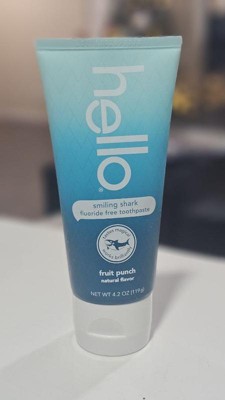 hello.
smiling shark
fluoride free toothpaste
fruit punch
natural flavor
NET WT 4.2 OZ (119g)